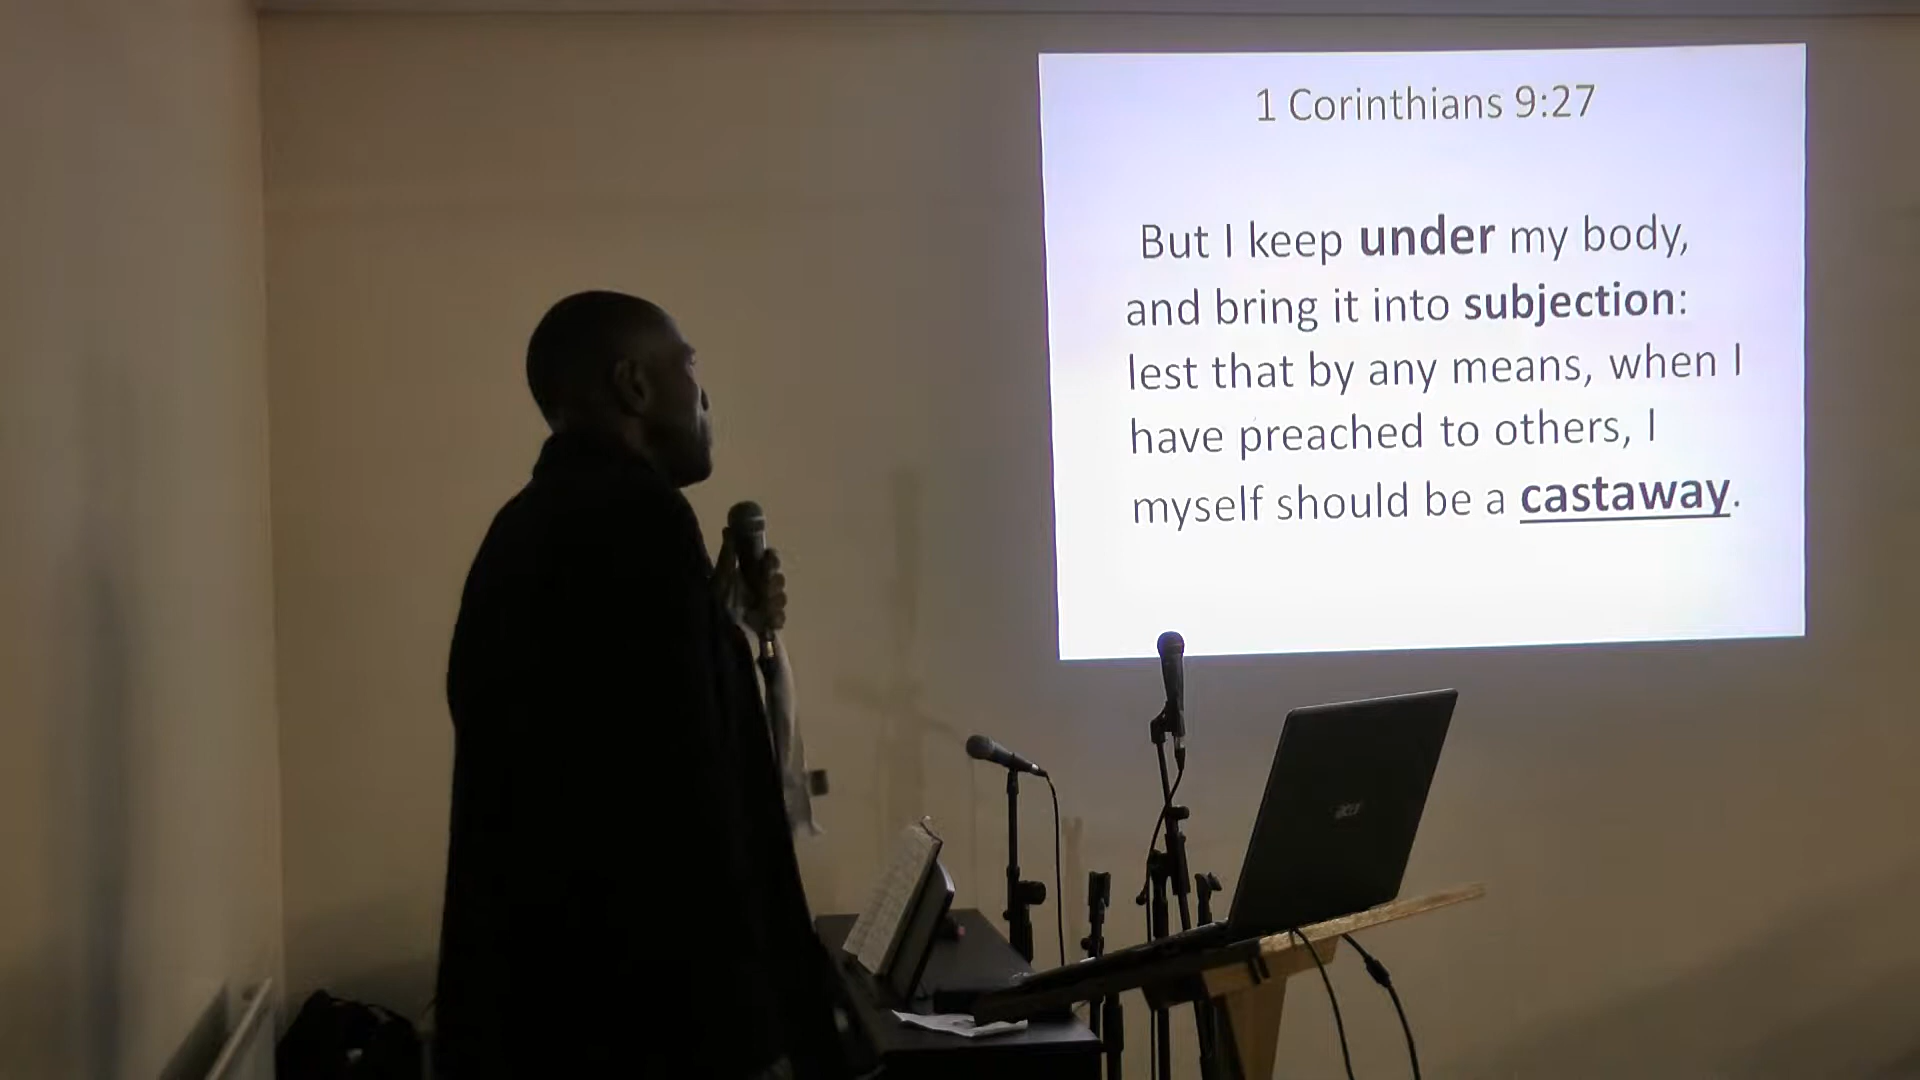 1 Corinthians 9:27
But I keep under my body,
and bring it into subjection:
lest that by any means, when I
have preached to others, I
myself should be a castaway.
acer